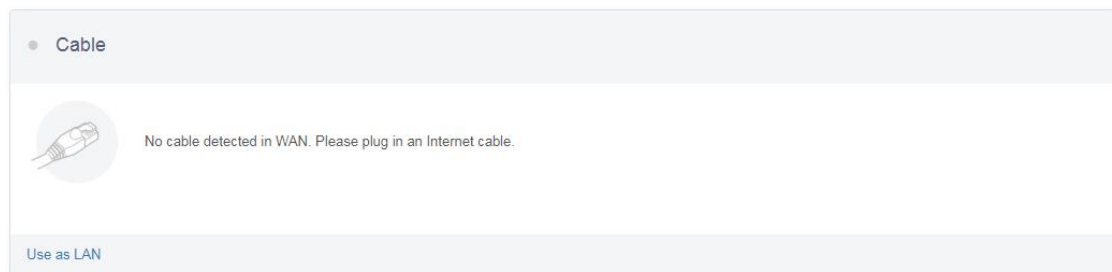 Cable
No cable detected in WAN. Please plug in an Internet cable.
Use as LAN